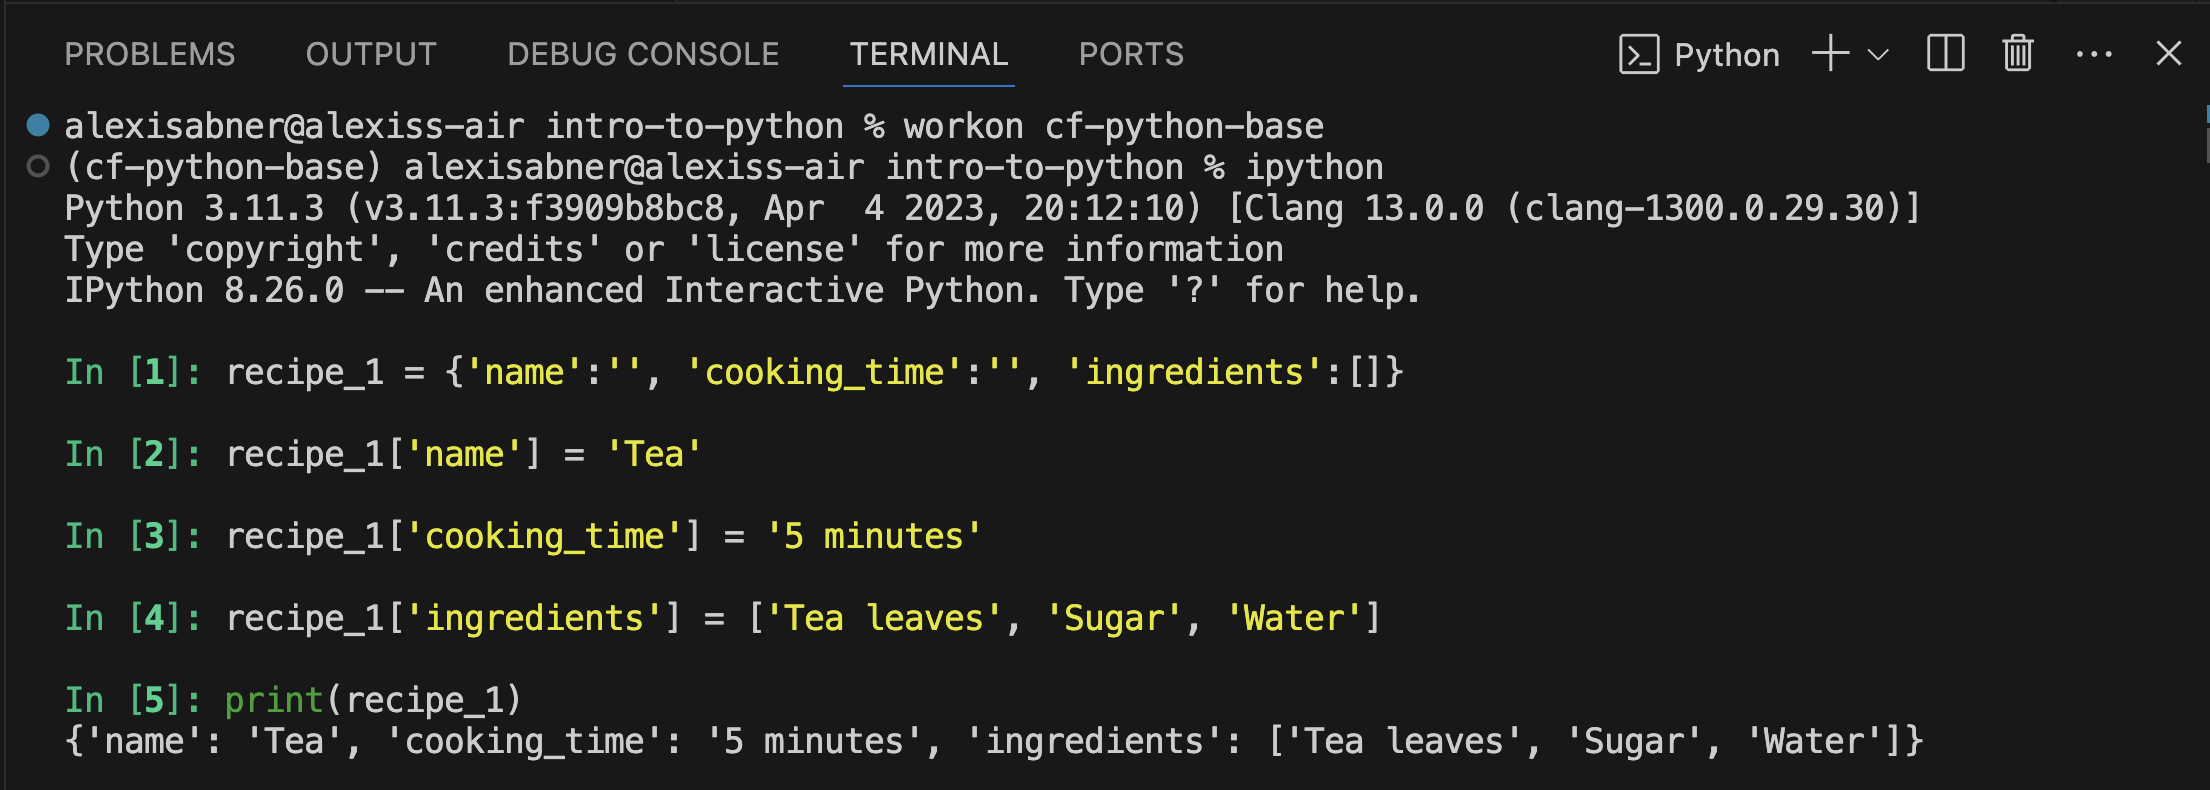 PROBLEMS OUTPUT DEBUG CONSOLE TERMINAL PORTS Python
alexisabner@alexiss-air intro-to-python % workon cf-python-base
(cf-python-base) alexisabner@alexiss-air intro-to-python % ipython
Python 3.11.3 (v3.11.3:f3909b8bc8, Apr  4 2023, 20:12:10) [Clang 13.0.0 (clang-1300.0.29.30)]
Type 'copyright', 'credits' or 'license' for more information
IPython 8.26.0 -- An enhanced Interactive Python. Type '?' for help.
In [1]: recipe_1 = {'name':'', 'cooking_time':'', 'ingredients':[]}
In [2]: recipe_1['name'] = 'Tea'
In [3]: recipe_1['cooking_time'] = '5 minutes'
In [4]: recipe_1['ingredients'] = ['Tea leaves', 'Sugar', 'Water']
In [5]: print(recipe_1)
{'name': 'Tea', 'cooking_time': '5 minutes', 'ingredients': ['Tea leaves', 'Sugar', 'Water']}